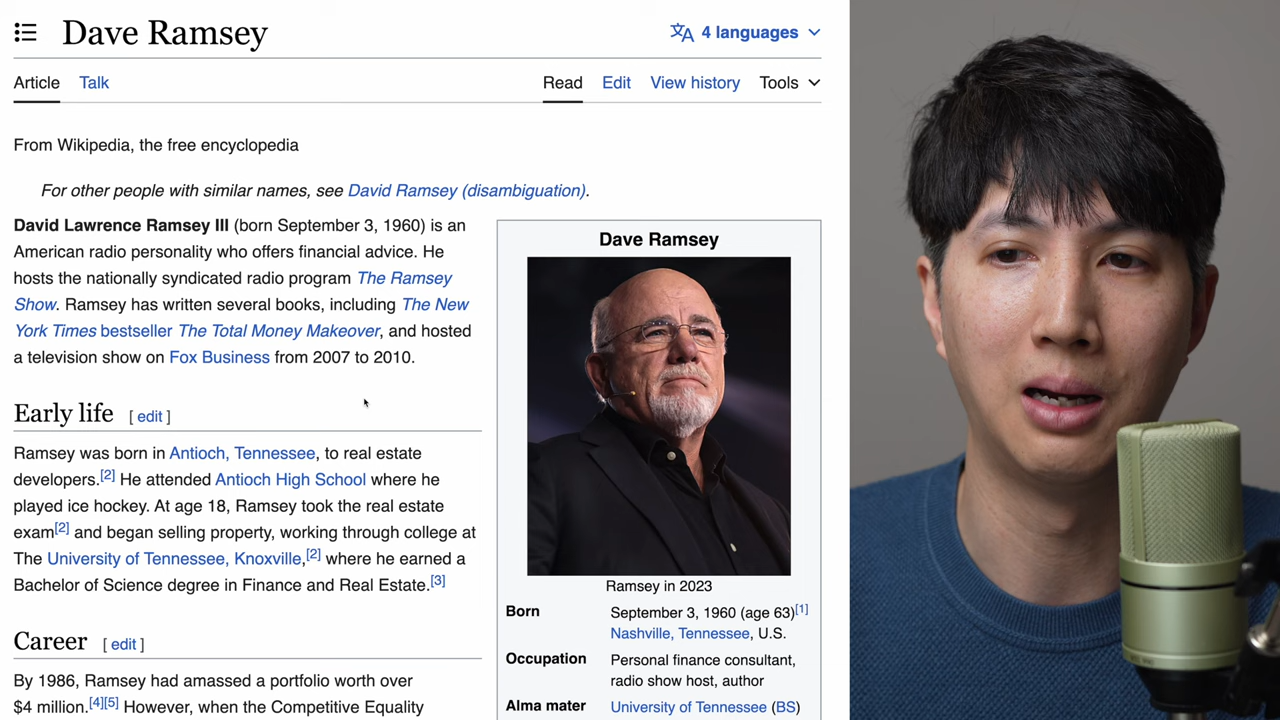 Dave Ramsey
4 languages
Article Talk Read Edit View history Tools
From Wikipedia, the free encyclopedia
For other people with similar names, see David Ramsey (disambiguation).
David Lawrence Ramsey III (born September 3, 1960) is an
American radio personality who offers financial advice. He
hosts the nationally syndicated radio program The Ramsey
Show. Ramsey has written several books, including The New
York Times bestseller The Total Money Makeover, and hosted
a television show on Fox Business from 2007 to 2010.
Early life [ edit ]
Ramsey was born in Antioch, Tennessee, to real estate
developers.[2] He attended Antioch High School where he
played ice hockey. At age 18, Ramsey took the real estate
exam[2] and began selling property, working through college at
The University of Tennessee, Knoxville,[2] where he earned a
Bachelor of Science degree in Finance and Real Estate.[3]
Career [ edit ]
By 1986, Ramsey had amassed a portfolio worth over
$4 million.[4][5] However, when the Competitive Equality
Dave Ramsey
Ramsey in 2023
Born September 3, 1960 (age 63)[1]
Nashville, Tennessee, U.S.
Occupation Personal finance consultant,
radio show host, author
Alma mater University of Tennessee (BS)